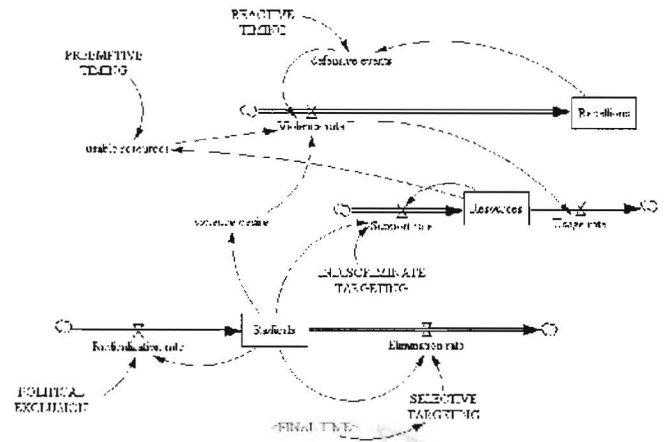 REACTIVE
TIMING
PREEMPTIVE
TIMING
defensive events
Rebellions
Violence rate
usable resources
Resources
Support rate
Usage rate
INDISCRIMINATE
TARGETING
Radicals
Radicalization rate
Elimination rate
POLITICAL
EXCLUSION
SELECTIVE
TARGETING
<FINAL TIME>